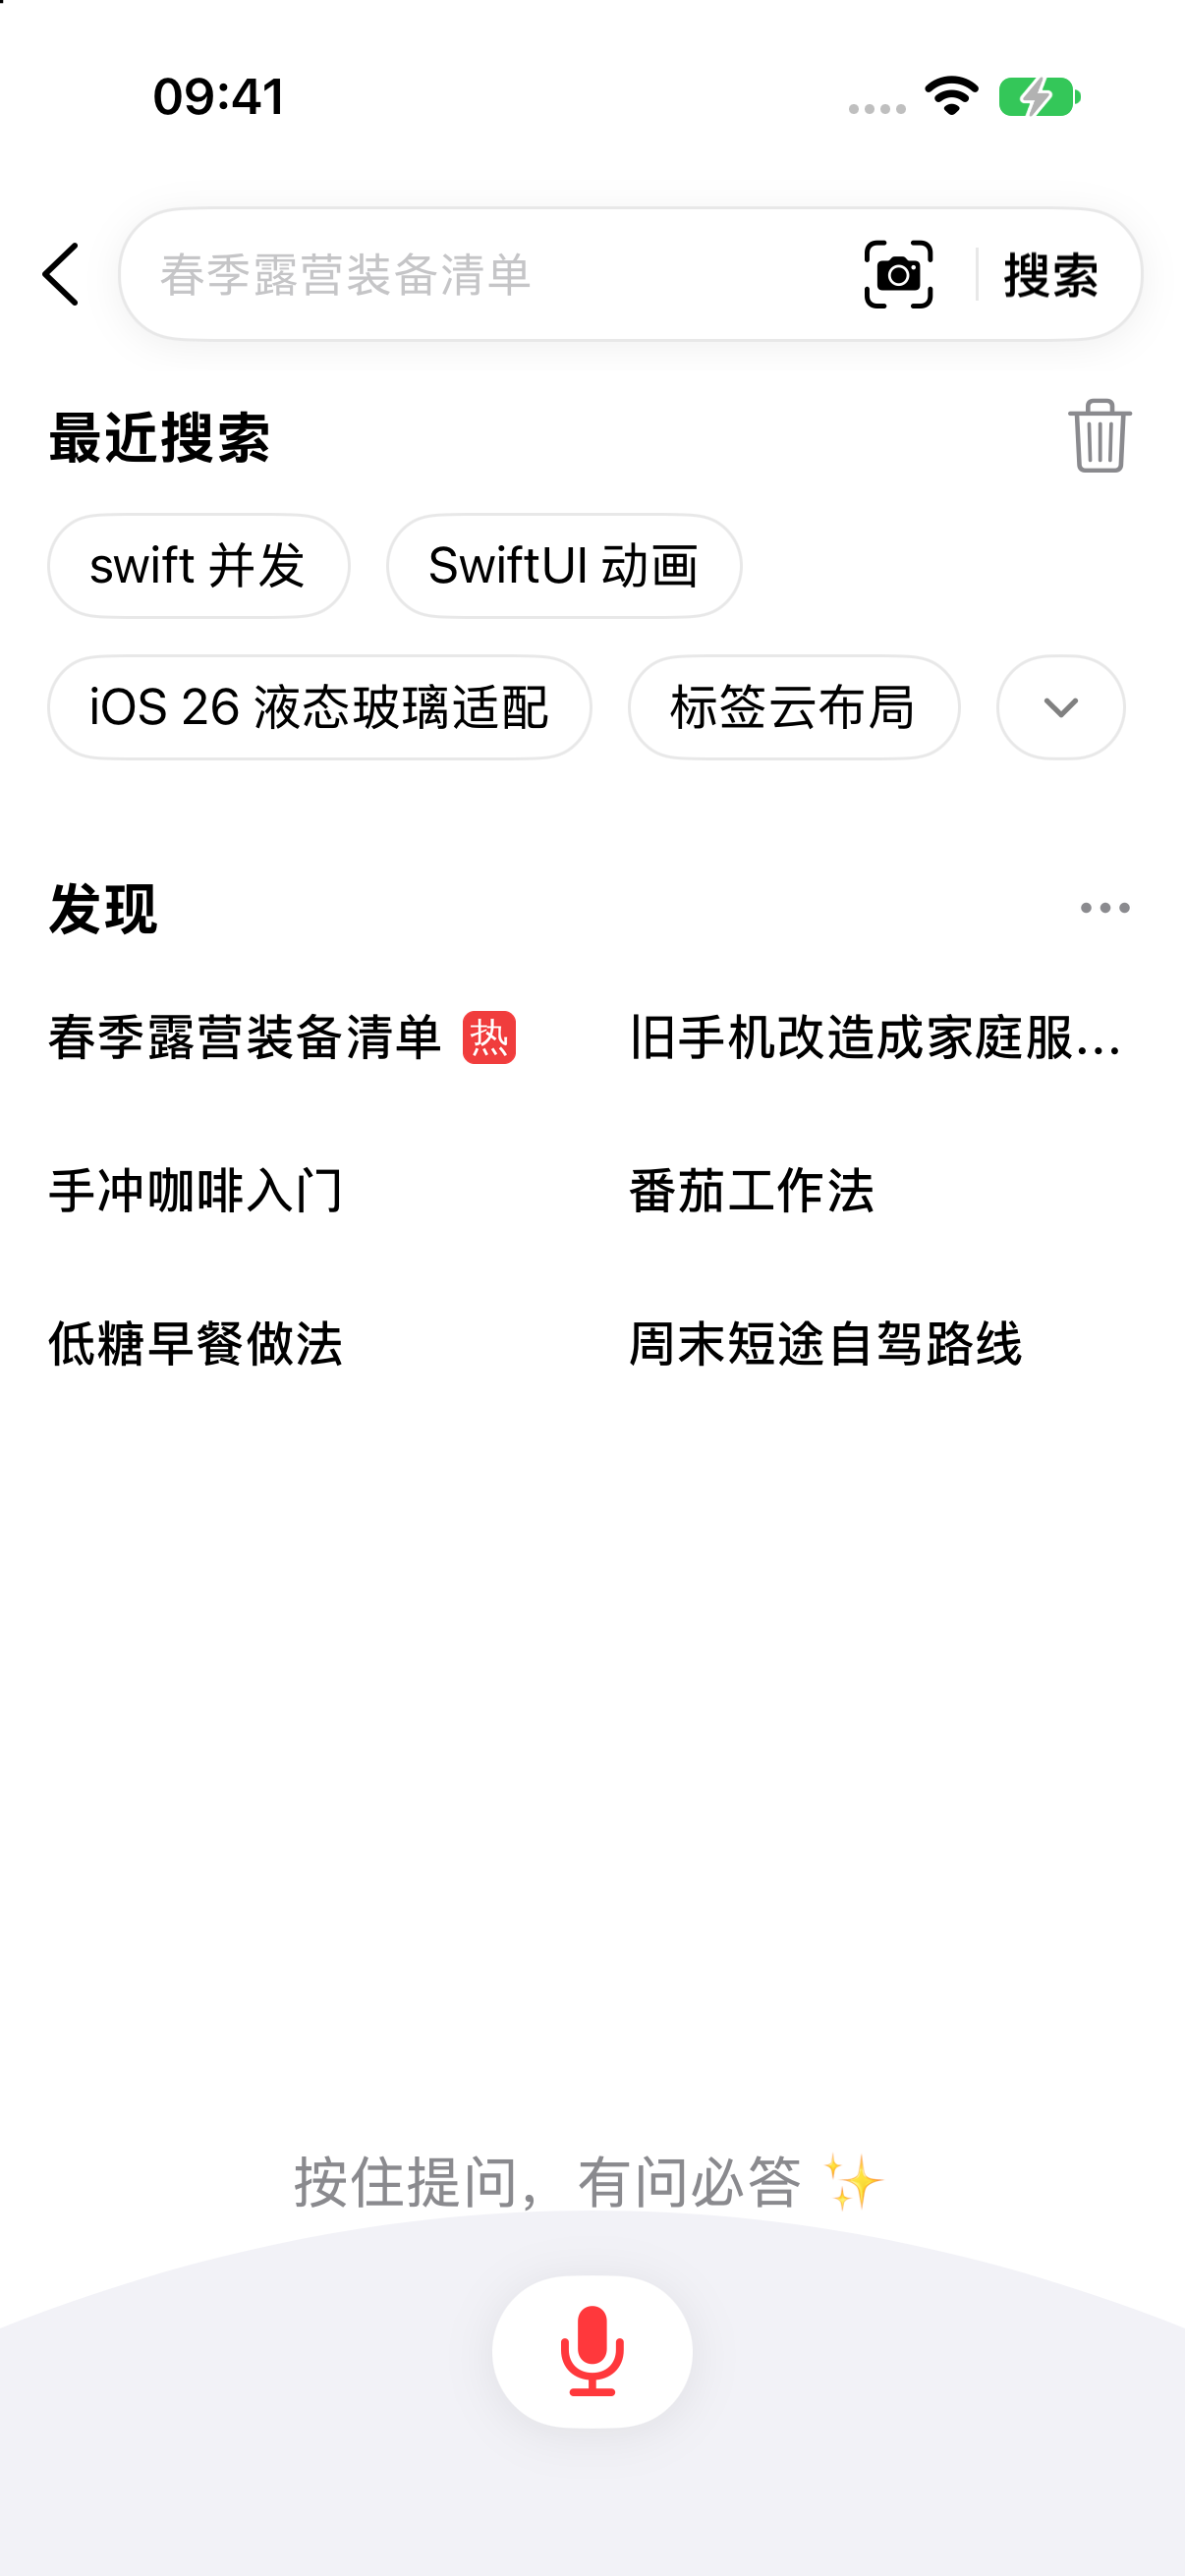 09:41
春季露营装备清单 搜索
最近搜索
swift 并发 SwiftUI 动画
iOS 26 液态玻璃适配 标签云布局
发现
春季露营装备清单 热 旧手机改造成家庭服...
手冲咖啡入门 番茄工作法
低糖早餐做法 周末短途自驾路线
按住提问，有问必答 ✨